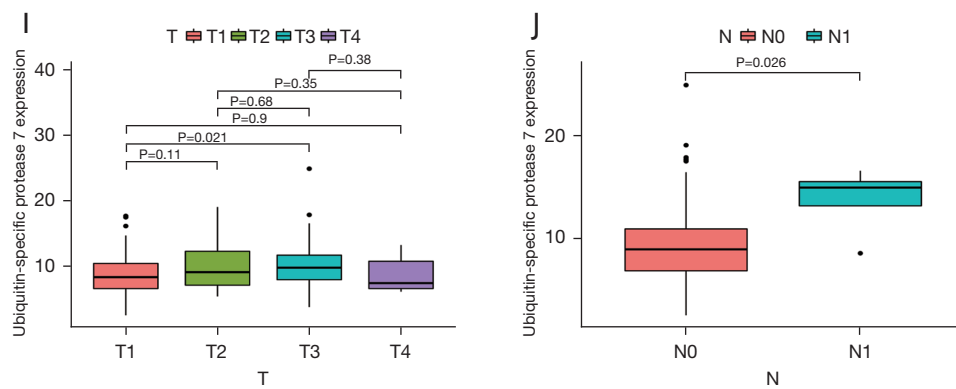 I
T T1 T2 T3 T4
Ubiquitin-specific protease 7 expression
40
30
20
10
P=0.38
P=0.35
P=0.68
P=0.9
P=0.021
P=0.11
T1 T2 T3 T4
T
J
N N0 N1
Ubiquitin-specific protease 7 expression
20
10
P=0.026
N0 N1
N